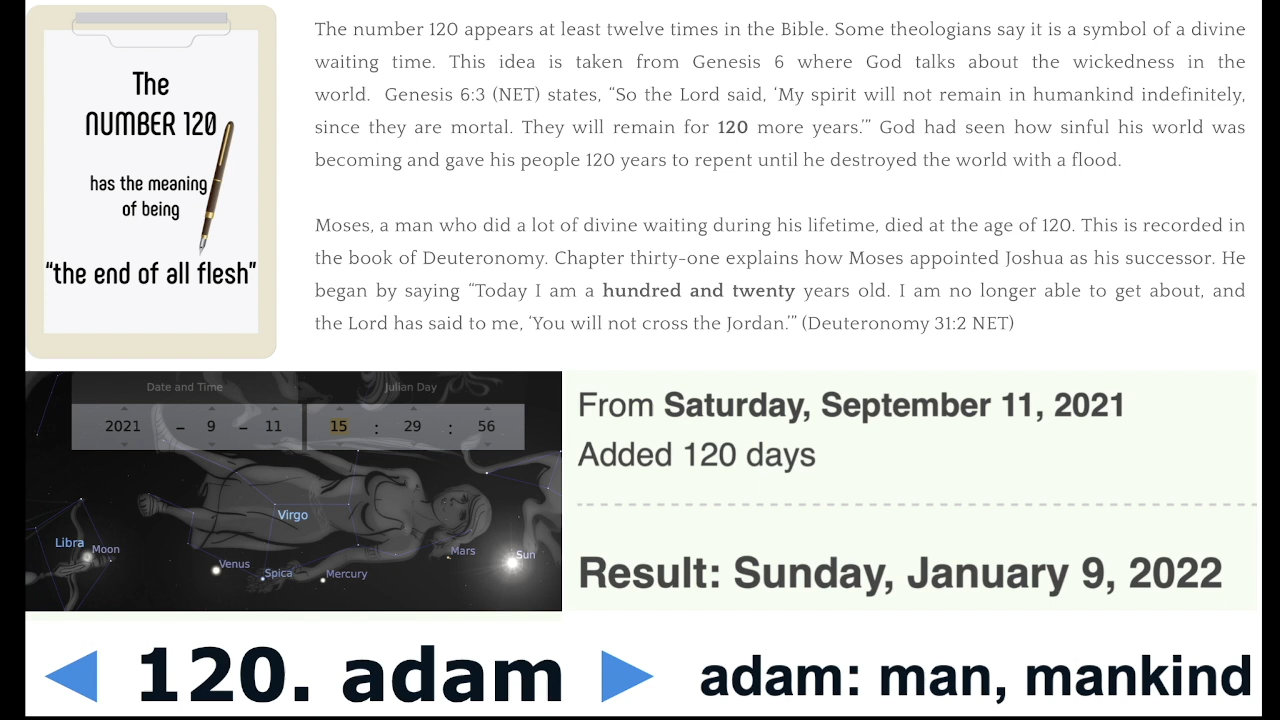 The
NUMBER 120
has the meaning
of being
“the end of all flesh”
The number 120 appears at least twelve times in the Bible. Some theologians say it is a symbol of a divine
waiting time. This idea is taken from Genesis 6 where God talks about the wickedness in the
world. Genesis 6:3 (NET) states, “So the Lord said, ‘My spirit will not remain in humankind indefinitely,
since they are mortal. They will remain for 120 more years.’” God had seen how sinful his world was
becoming and gave his people 120 years to repent until he destroyed the world with a flood.
Moses, a man who did a lot of divine waiting during his lifetime, died at the age of 120. This is recorded in
the book of Deuteronomy. Chapter thirty-one explains how Moses appointed Joshua as his successor. He
began by saying “Today I am a hundred and twenty years old. I am no longer able to get about, and
the Lord has said to me, ‘You will not cross the Jordan.’” (Deuteronomy 31:2 NET)
Date and Time Julian Day
2021 – 9 – 11 15 : 29 : 56
Virgo
Libra
Moon
Venus
Spica
Mercury
Mars
Sun
From Saturday, September 11, 2021
Added 120 days
Result: Sunday, January 9, 2022
120. adam
adam: man, mankind